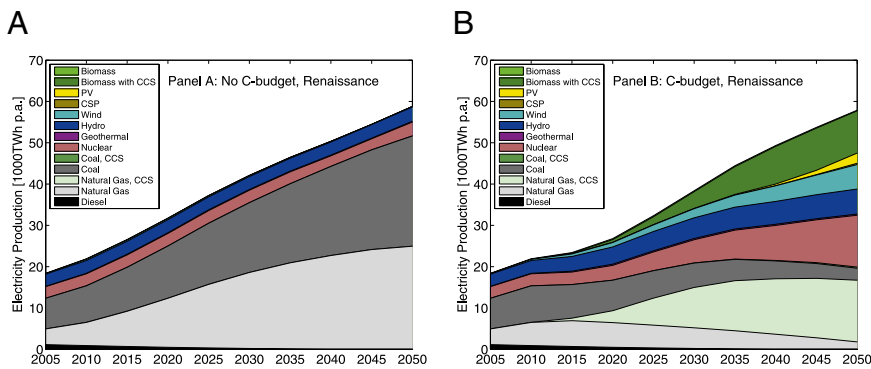 A
Electricity Production [1000TWh p.a.]
70
60
50
40
30
20
10
0
Biomass
Biomass with CCS
PV
CSP
Wind
Hydro
Geothermal
Nuclear
Coal, CCS
Coal
Natural Gas, CCS
Natural Gas
Diesel
Panel A: No C-budget, Renaissance
2005 2010 2015 2020 2025 2030 2035 2040 2045 2050
B
Electricity Production [1000TWh p.a.]
70
60
50
40
30
20
10
0
Biomass
Biomass with CCS
PV
CSP
Wind
Hydro
Geothermal
Nuclear
Coal, CCS
Coal
Natural Gas, CCS
Natural Gas
Diesel
Panel B: C-budget, Renaissance
2005 2010 2015 2020 2025 2030 2035 2040 2045 2050